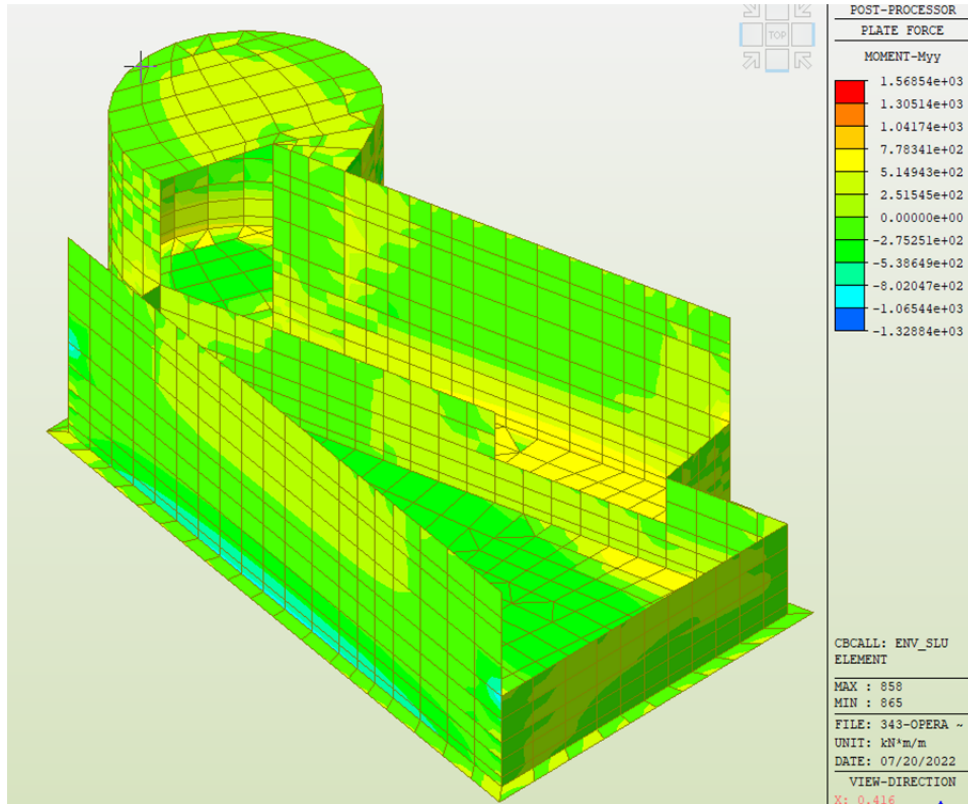 TOP
POST-PROCESSOR
PLATE FORCE
MOMENT-Myy
1.56854e+03
1.30514e+03
1.04174e+03
7.78341e+02
5.14943e+02
2.51545e+02
0.00000e+00
-2.75251e+02
-5.38649e+02
-8.02047e+02
-1.06544e+03
-1.32884e+03
CBCALL: ENV_SLU
ELEMENT
MAX : 858
MIN : 865
FILE: 343-OPERA ~
UNIT: kN*m/m
DATE: 07/20/2022
VIEW-DIRECTION
X: 0.416